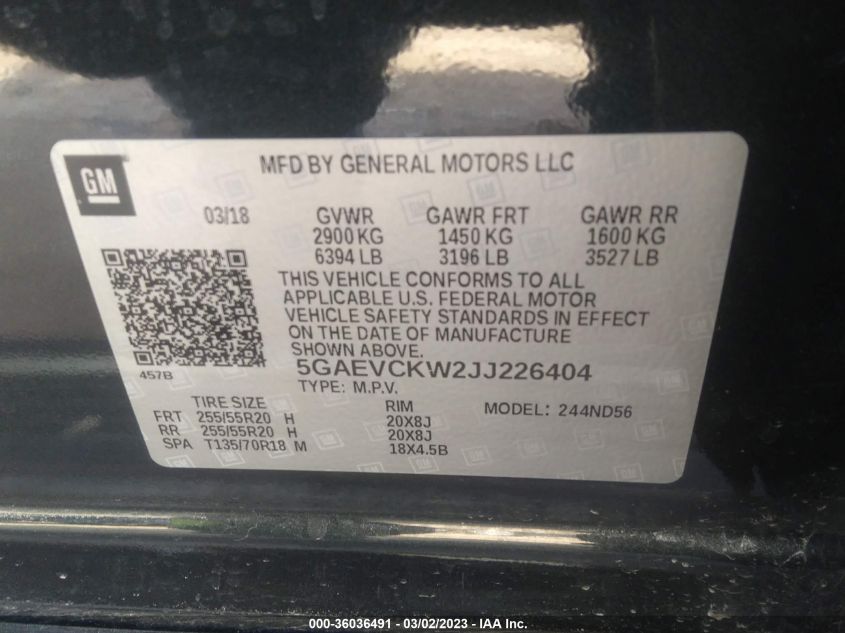 GM
MFD BY GENERAL MOTORS LLC
03/18 GVWR GAWR FRT GAWR RR
2900 KG 1450 KG 1600 KG
6394 LB 3196 LB 3527 LB
THIS VEHICLE CONFORMS TO ALL
APPLICABLE U.S. FEDERAL MOTOR
VEHICLE SAFETY STANDARDS IN EFFECT
ON THE DATE OF MANUFACTURE
SHOWN ABOVE.
457B
5GAEVCKW2JJ226404
TYPE: M.P.V.
TIRE SIZE RIM MODEL: 244ND56
FRT 255/55R20 H 20X8J
RR 255/55R20 H 20X8J
SPA T135/70R18 M 18X4.5B
000-36036491 - 03/02/2023 - IAA Inc.